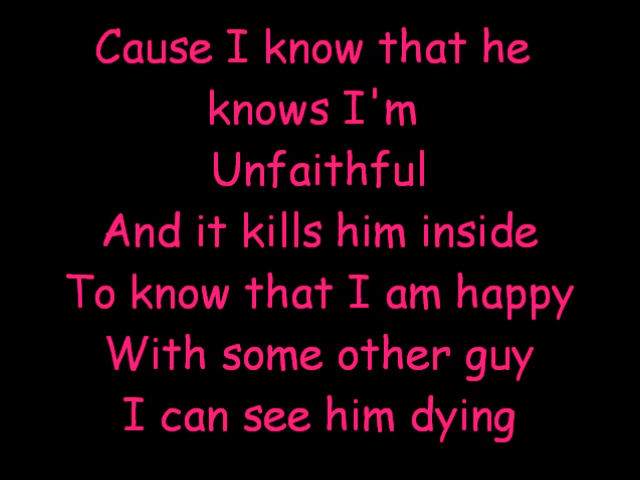 Cause I know that he
knows I'm
Unfaithful
And it kills him inside
To know that I am happy
With some other guy
I can see him dying